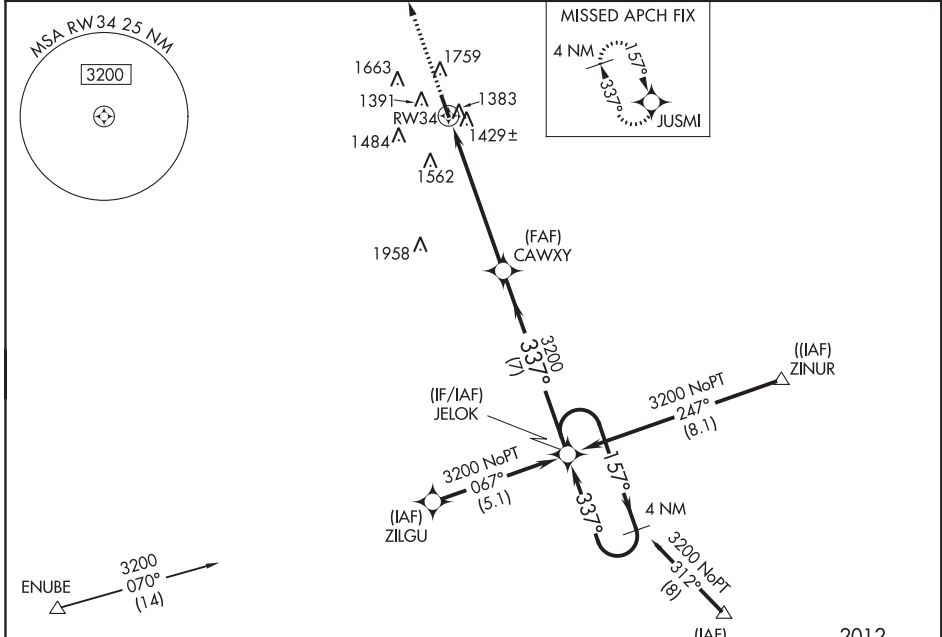 MSA RW34 25 NM
3200
1663
1759
1391
1383
RW34
1429±
1484
1562
1958
MISSED APCH FIX
4 NM
157°
337°
JUSMI
(FAF)
CAWXY
3200
337°
(7)
(IF/IAF)
JELOK
((IAF)
ZINUR
3200 NoPT
247°
(8.1)
3200 NoPT
067°
(5.1)
(IAF)
ZILGU
157°
337°
4 NM
3200 NoPT
312°
(8)
ENUBE
3200
070°
(14)
(IAF)
2012